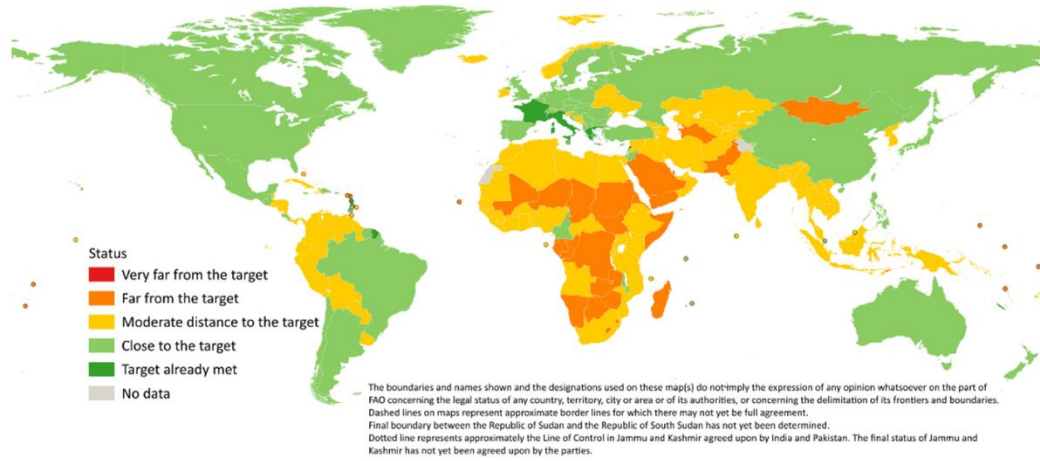 Status
Very far from the target
Far from the target
Moderate distance to the target
Close to the target
Target already met
No data
The boundaries and names shown and the designations used on these map(s) do not imply the expression of any opinion whatsoever on the part of
FAO concerning the legal status of any country, territory, city or area or of its authorities, or concerning the delimitation of its frontiers and boundaries.
Dashed lines on maps represent approximate border lines for which there may not yet be full agreement.
Final boundary between the Republic of Sudan and the Republic of South Sudan has not yet been determined.
Dotted line represents approximately the Line of Control in Jammu and Kashmir agreed upon by India and Pakistan. The final status of Jammu and
Kashmir has not yet been agreed upon by the parties.